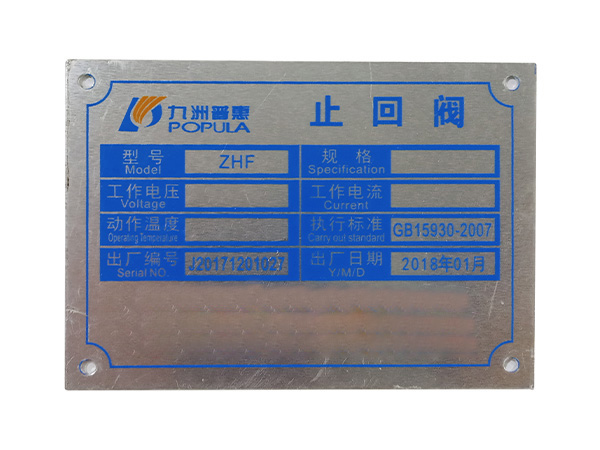 九洲普惠
POPULA
止回阀
型号 ZHF 规格
Model Specification
工作电压 工作电流
Voltage Current
动作温度 执行标准 GB15930-2007
Operating Temperature Carry out standard
出厂编号 J20171201027 出厂日期 2018年01月
Serial NO. Y/M/D